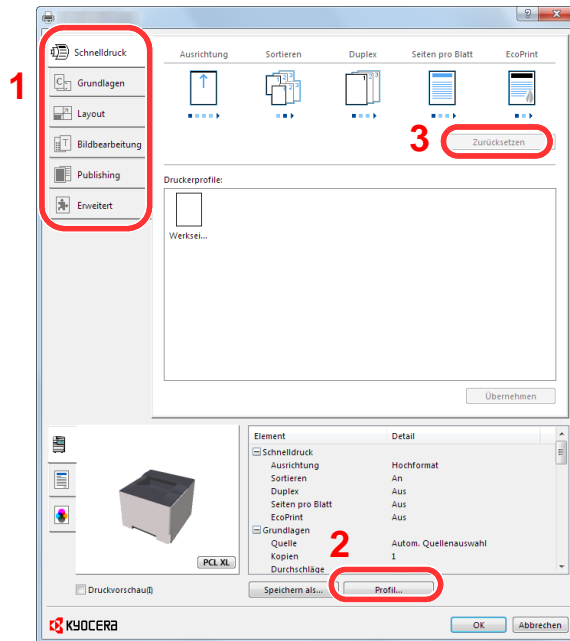 1
Schnelldruck
Grundlagen
Layout
Bildbearbeitung
Publishing
Erweitert
Ausrichtung Sortieren Duplex Seiten pro Blatt EcoPrint
3
Zurücksetzen
Druckerprofile:
Werksei...
Übernehmen
Element Detail
Schnelldruck
Ausrichtung Hochformat
Sortieren An
Duplex Aus
Seiten pro Blatt Aus
EcoPrint Aus
Grundlagen
Quelle Autom. Quellenauswahl
Kopien 1
Durchschläge
PCL XL
2
Druckvorschau(I)
Speichern als... Profil...
KYOCERA
OK Abbrechen